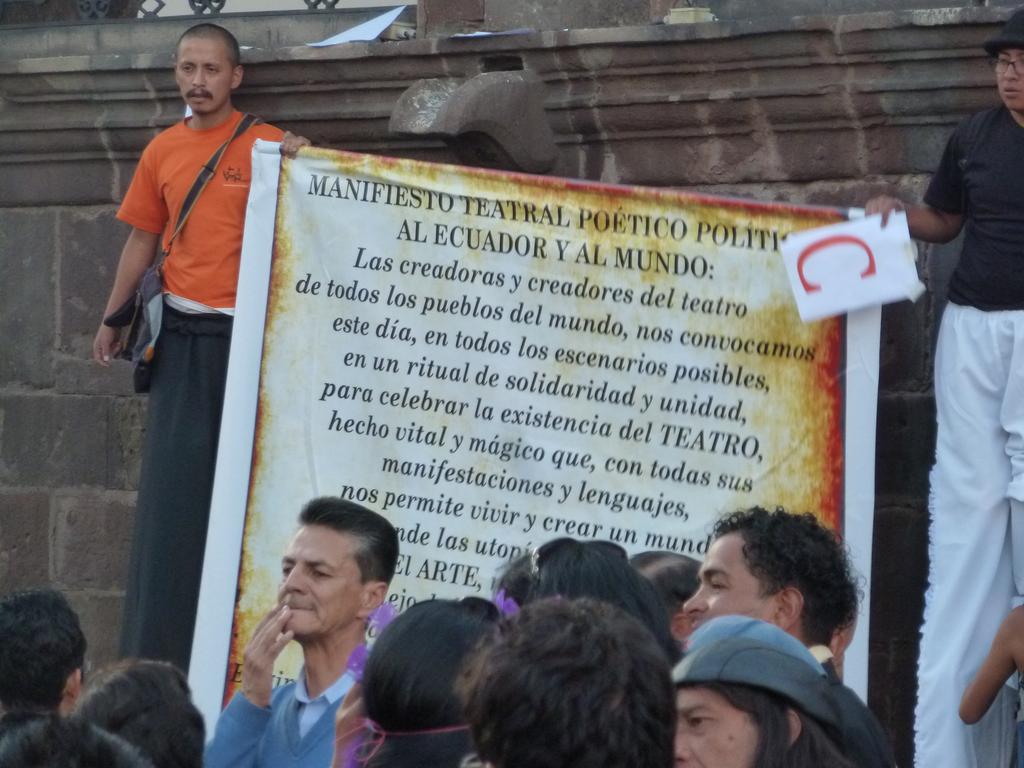 MANIFIESTO TEATRAL POÉTICO
AL ECUADOR Y AL MUNDO:
C
Las creadoras y creadores del teatro
de todos los pueblos del mundo, nos convocamos
este día, en todos los escenarios posibles,
en un ritual de solidaridad y unidad,
para celebrar la existencia del TEATRO,
hecho vital y mágico que, con todas sus
manifestaciones y lenguajes,
nos permite vivir y crear un
las
El ARTE,